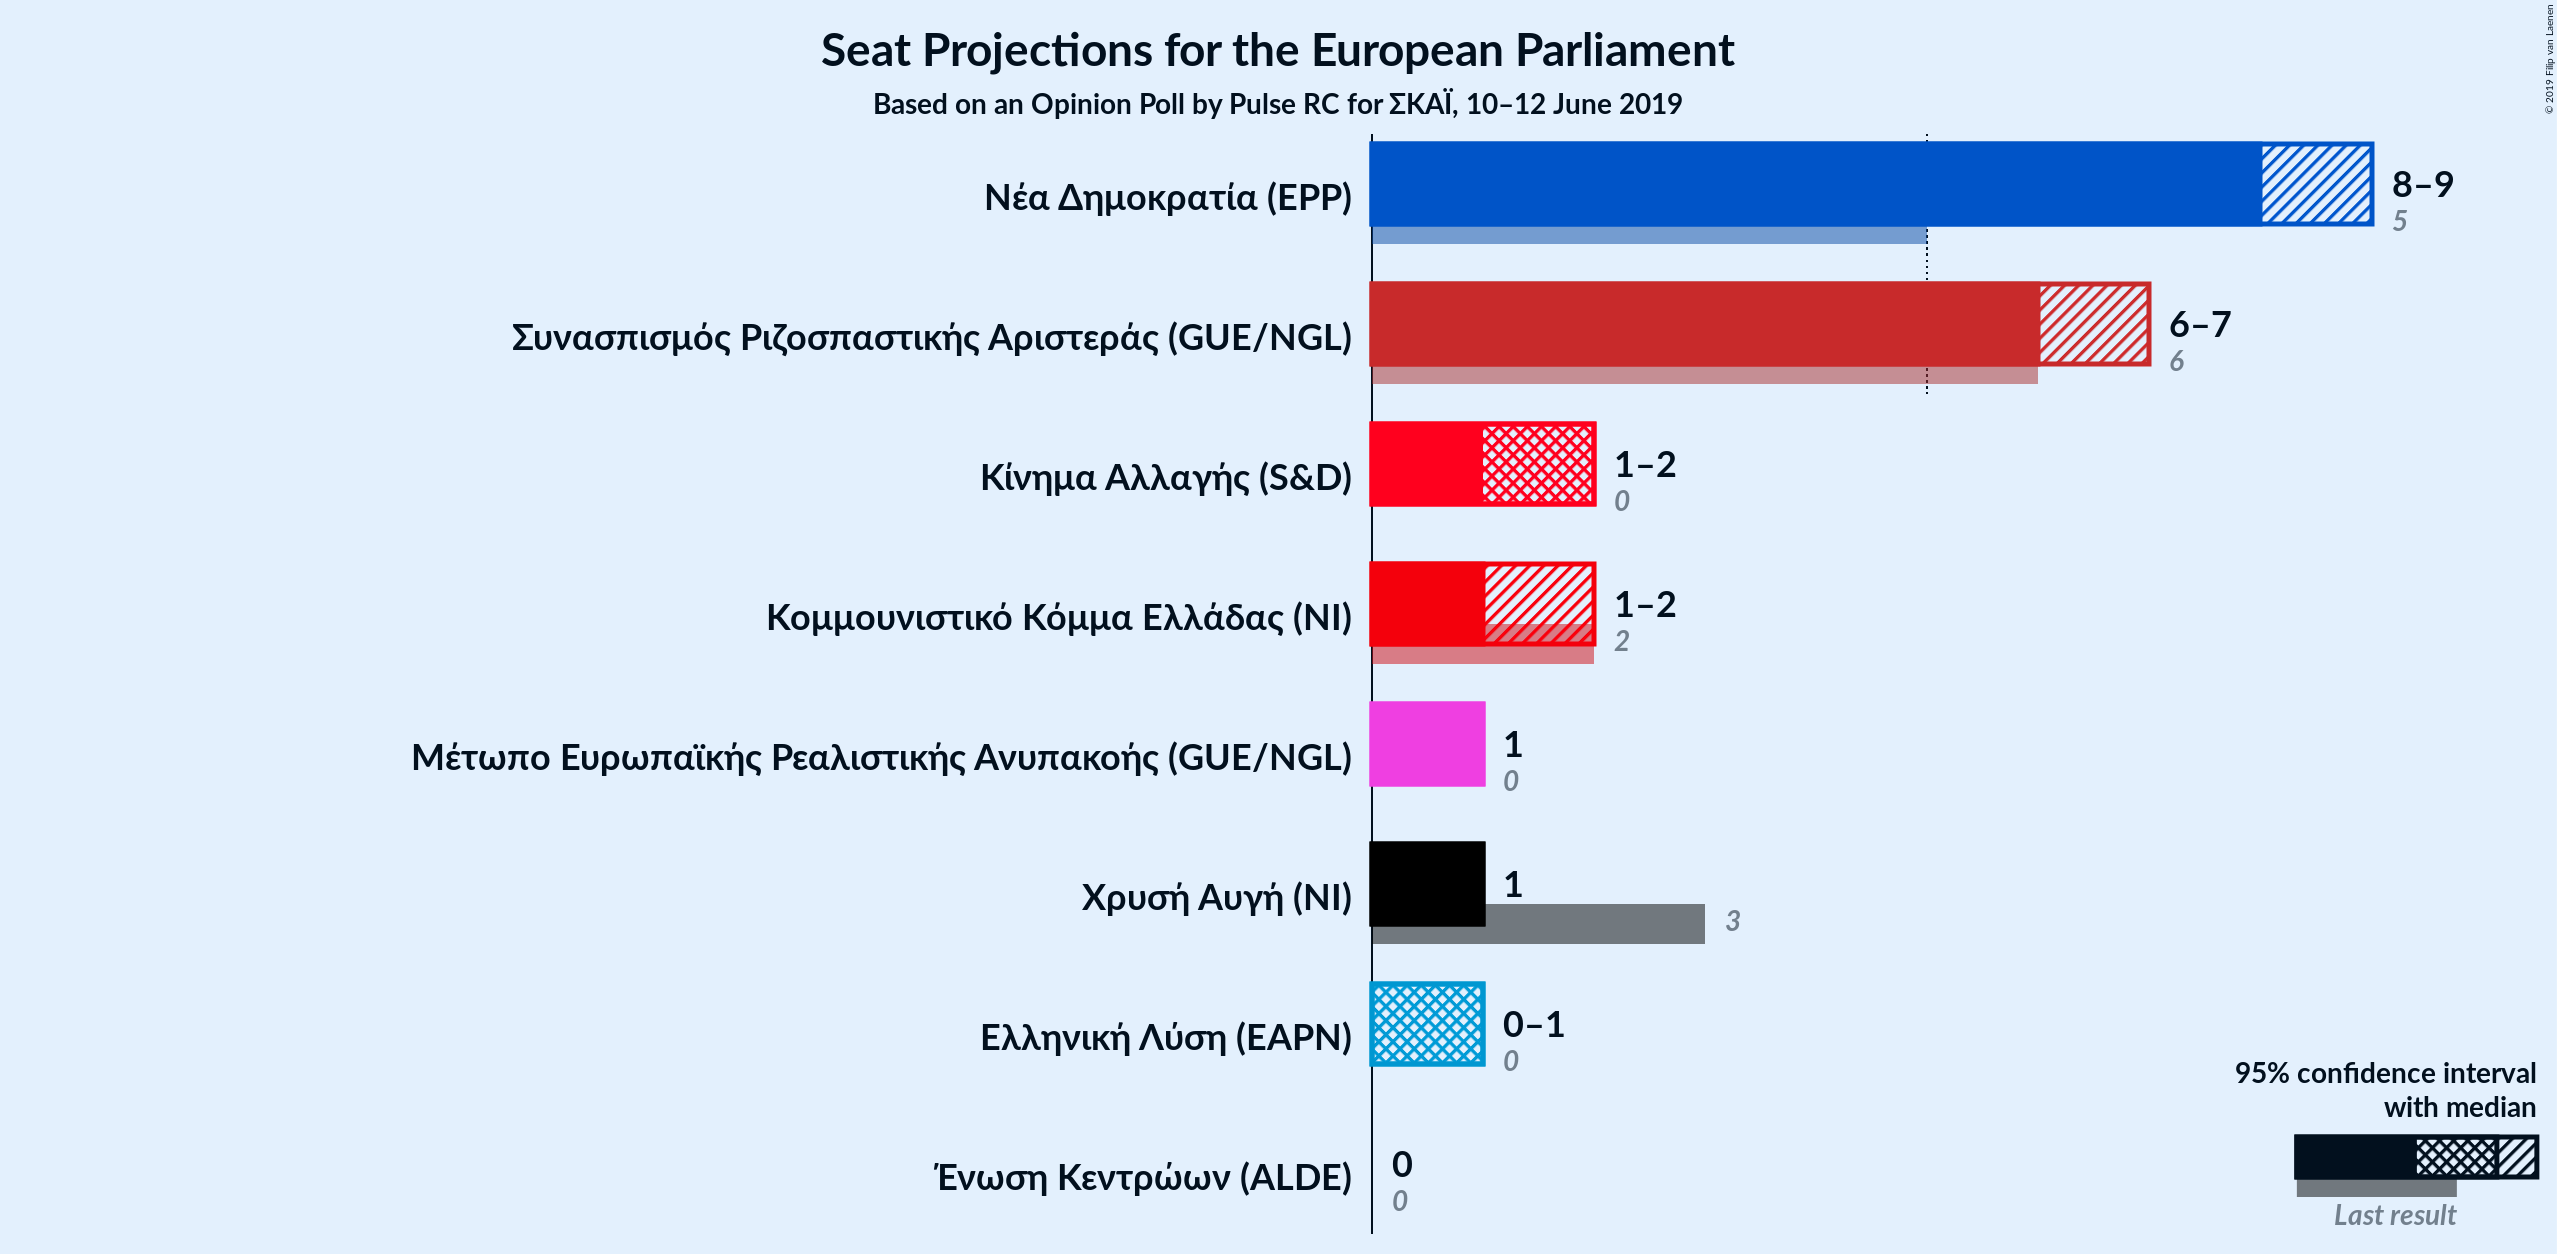 Seat Projections for the European Parliament
Based on an Opinion Poll by Pulse RC for ΣΚΑΪ, 10–12 June 2019
© 2019 Filip van Laenen
Νέα Δημοκρατία (EPP)
8–9
5
Συνασπισμός Ριζοσπαστικής Αριστεράς (GUE/NGL)
6–7
6
Κίνημα Αλλαγής (S&D)
1–2
0
Κομμουνιστικό Κόμμα Ελλάδας (NI)
1–2
2
Μέτωπο Ευρωπαϊκής Ρεαλιστικής Ανυπακοής (GUE/NGL)
1
0
Χρυσή Αυγή (NI)
1
3
Ελληνική Λύση (EAPN)
0–1
0
Ένωση Κεντρώων (ALDE)
0
0
95% confidence interval
with median
Last result